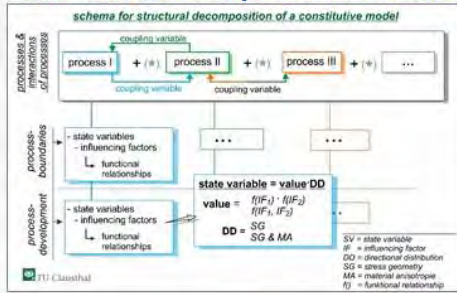 schema for structural decomposition of a constitutive model
processes &
interactions
of processes
coupling variable
process I + (*) process II + (*) process III + (*) ...
coupling variable
coupling variable
process-
boundaries
- state variables
- influencing factors
functional
relationships
...
...
process-
development
- state variables
- influencing factors
functional
relationships
state variable = value·DD
value = f(IF₁) · f(IF₂)
f(IF₁, IF₂)
DD = SG
SG & MA
SV = state variable
IF = influencing factor
DD = directional distribution
SG = stress geometry
MA = material anisotropie
f() = funktional relationship
TU Clausthal